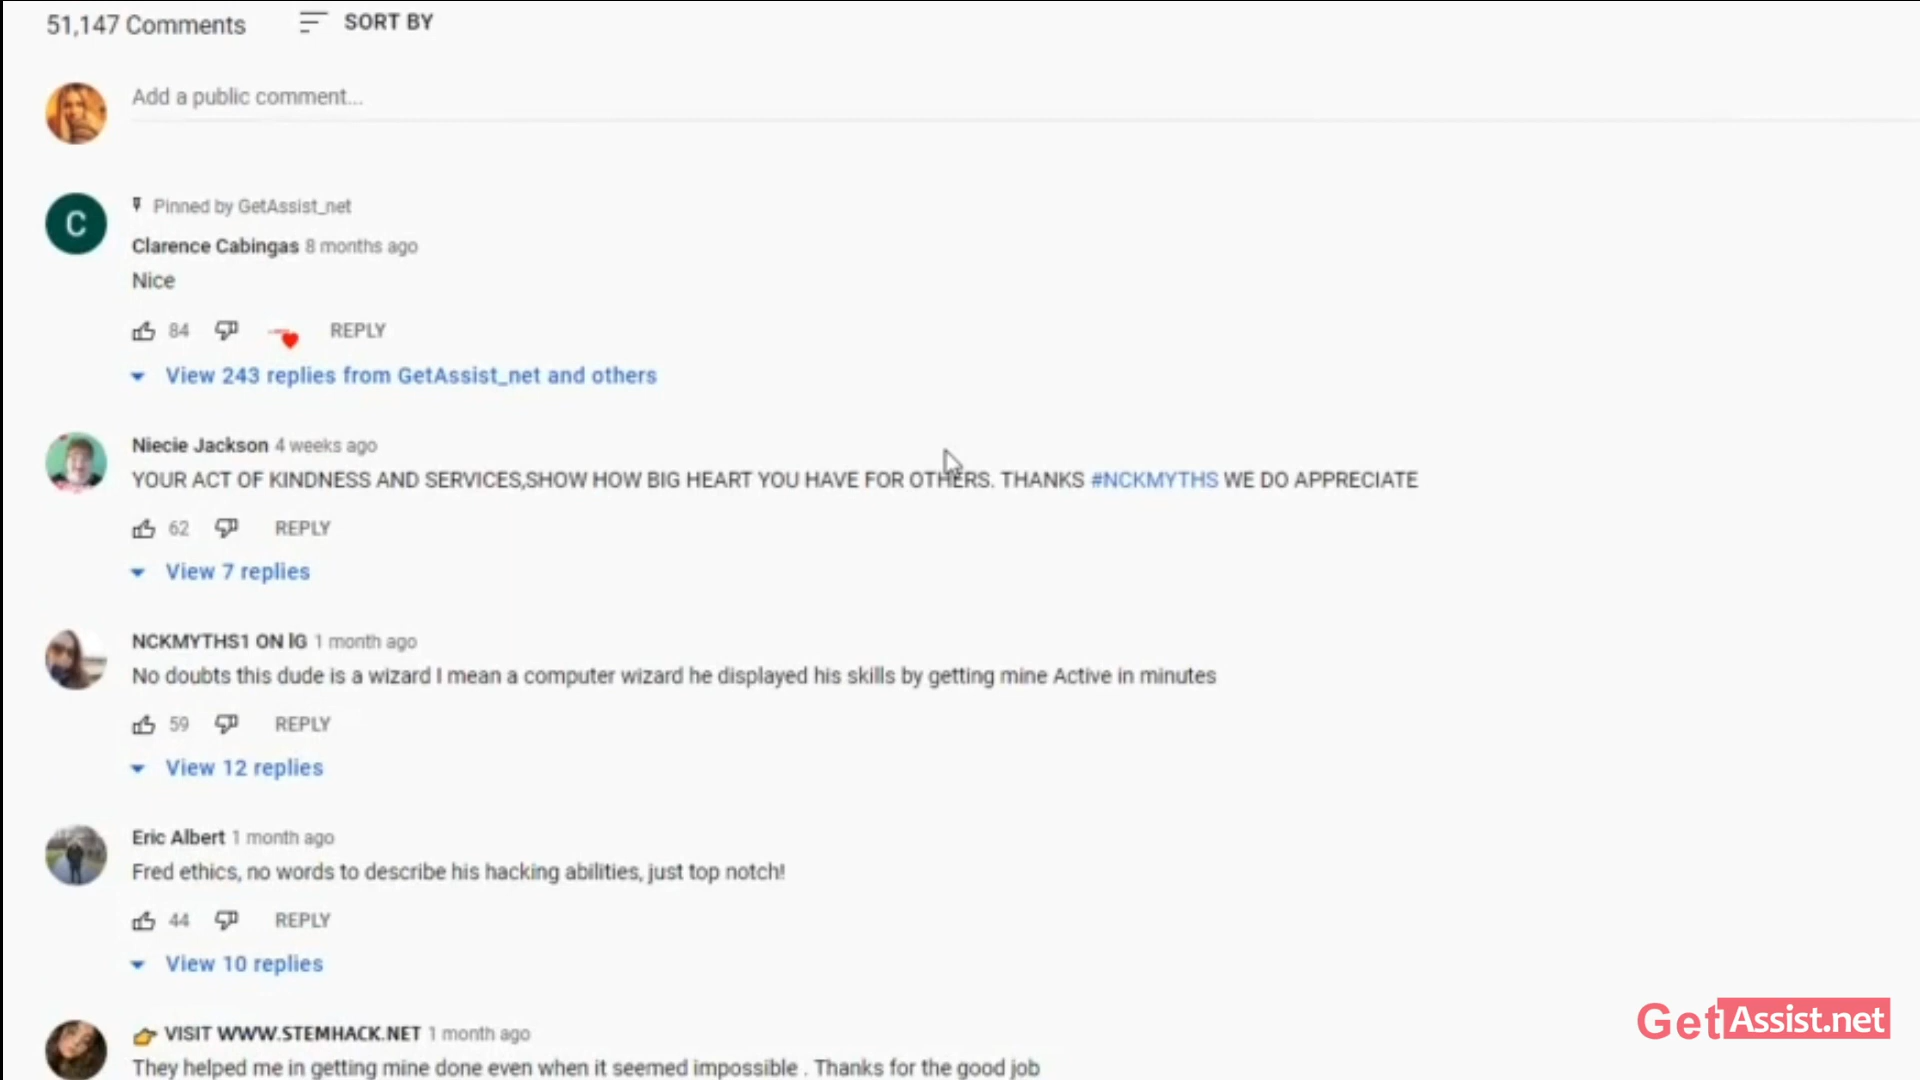 51,147 Comments SORT BY
Add a public comment...
C
Pinned by GetAssist_net
Clarence Cabingas 8 months ago
Nice
84 REPLY
View 243 replies from GetAssist_net and others
Niecie Jackson 4 weeks ago
YOUR ACT OF KINDNESS AND SERVICES,SHOW HOW BIG HEART YOU HAVE FOR OTHERS. THANKS #NCKMYTHS WE DO APPRECIATE
62 REPLY
View 7 replies
NCKMYTHS1 ON lG 1 month ago
No doubts this dude is a wizard I mean a computer wizard he displayed his skills by getting mine Active in minutes
59 REPLY
View 12 replies
Eric Albert 1 month ago
Fred ethics, no words to describe his hacking abilities, just top notch!
44 REPLY
View 10 replies
👉 VISIT WWW.STEMHACK.NET 1 month ago
They helped me in getting mine done even when it seemed impossible . Thanks for the good job
GetAssist.net